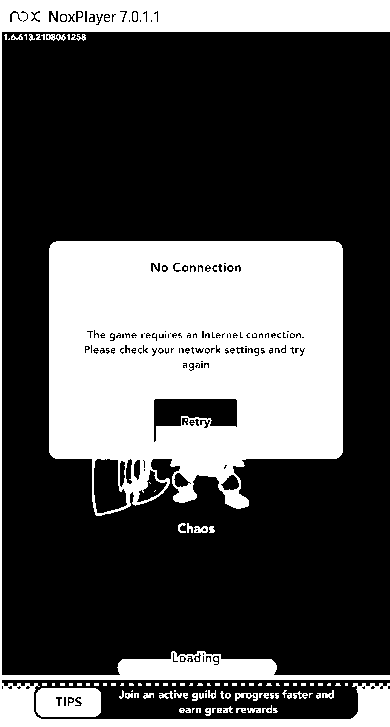 nox NoxPlayer 7.0.1.1
1.6.613.2108061258
No Connection
The game requires an Internet connection.
Please check your network settings and try
again
Retry
Chaos
Loading
TIPS
Join an active guild to progress faster and
earn great rewards